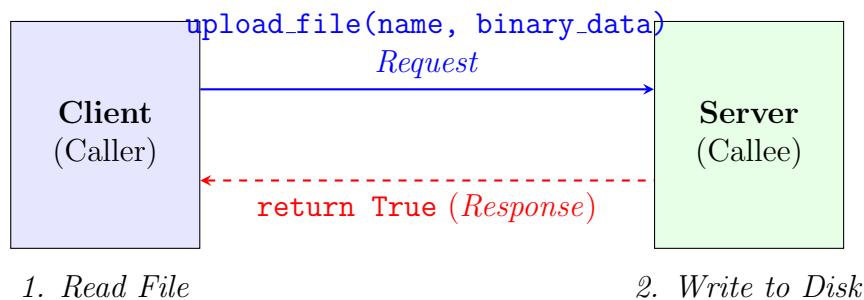 upload_file(name, binary_data)
Request
Client
(Caller)
Server
(Callee)
return True (Response)
1. Read File
2. Write to Disk